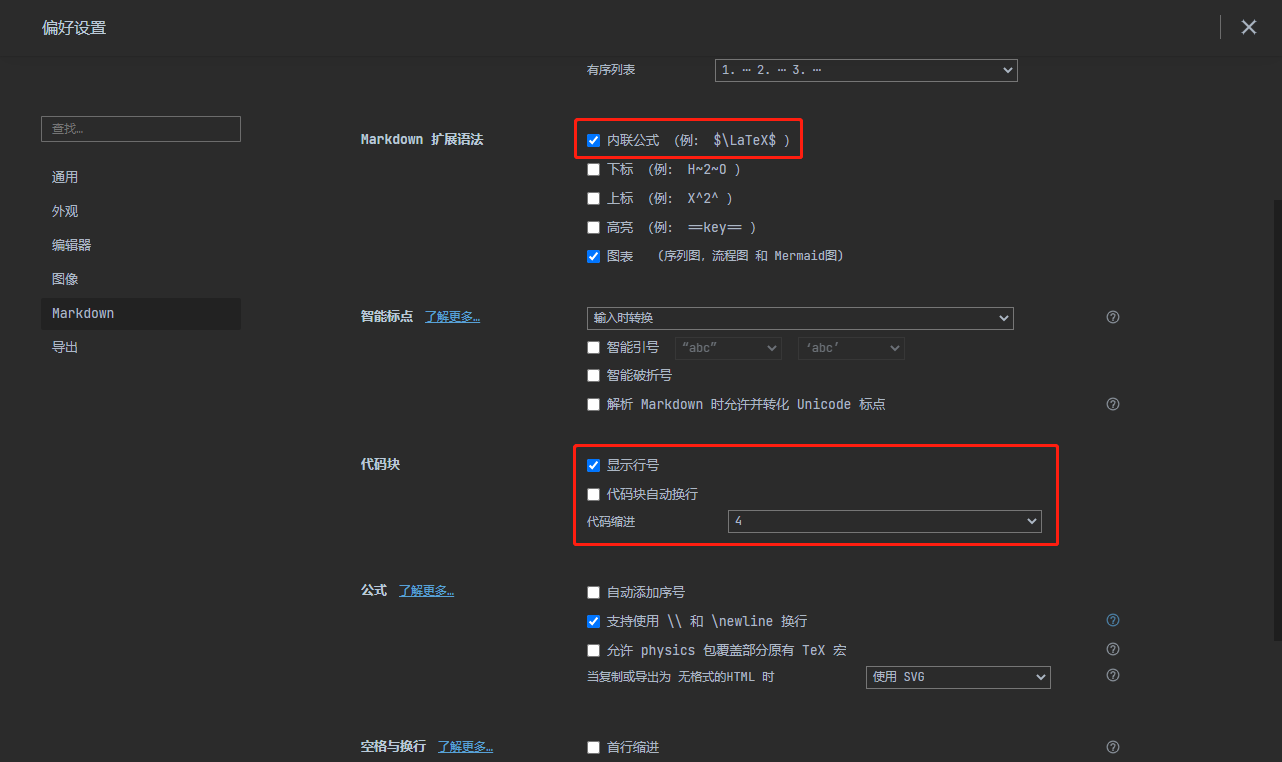 偏好设置
有序列表 1. … 2. … 3. …
查找…
通用
外观
编辑器
图像
Markdown
导出
Markdown 扩展语法
内联公式 (例: $\LaTeX$ )
下标 (例: H~2~O )
上标 (例: X^2^ )
高亮 (例: ==key== )
图表 (序列图, 流程图 和 Mermaid图)
智能标点 了解更多… 输入时转换
智能引号 “abc” ‘abc’
智能破折号
解析 Markdown 时允许并转化 Unicode 标点
代码块
显示行号
代码块自动换行
代码缩进 4
公式 了解更多…
自动添加序号
支持使用 \\ 和 \newline 换行
允许 physics 包覆盖部分原有 TeX 宏
当复制或导出为 无格式的HTML 时 使用 SVG
空格与换行 了解更多…
首行缩进